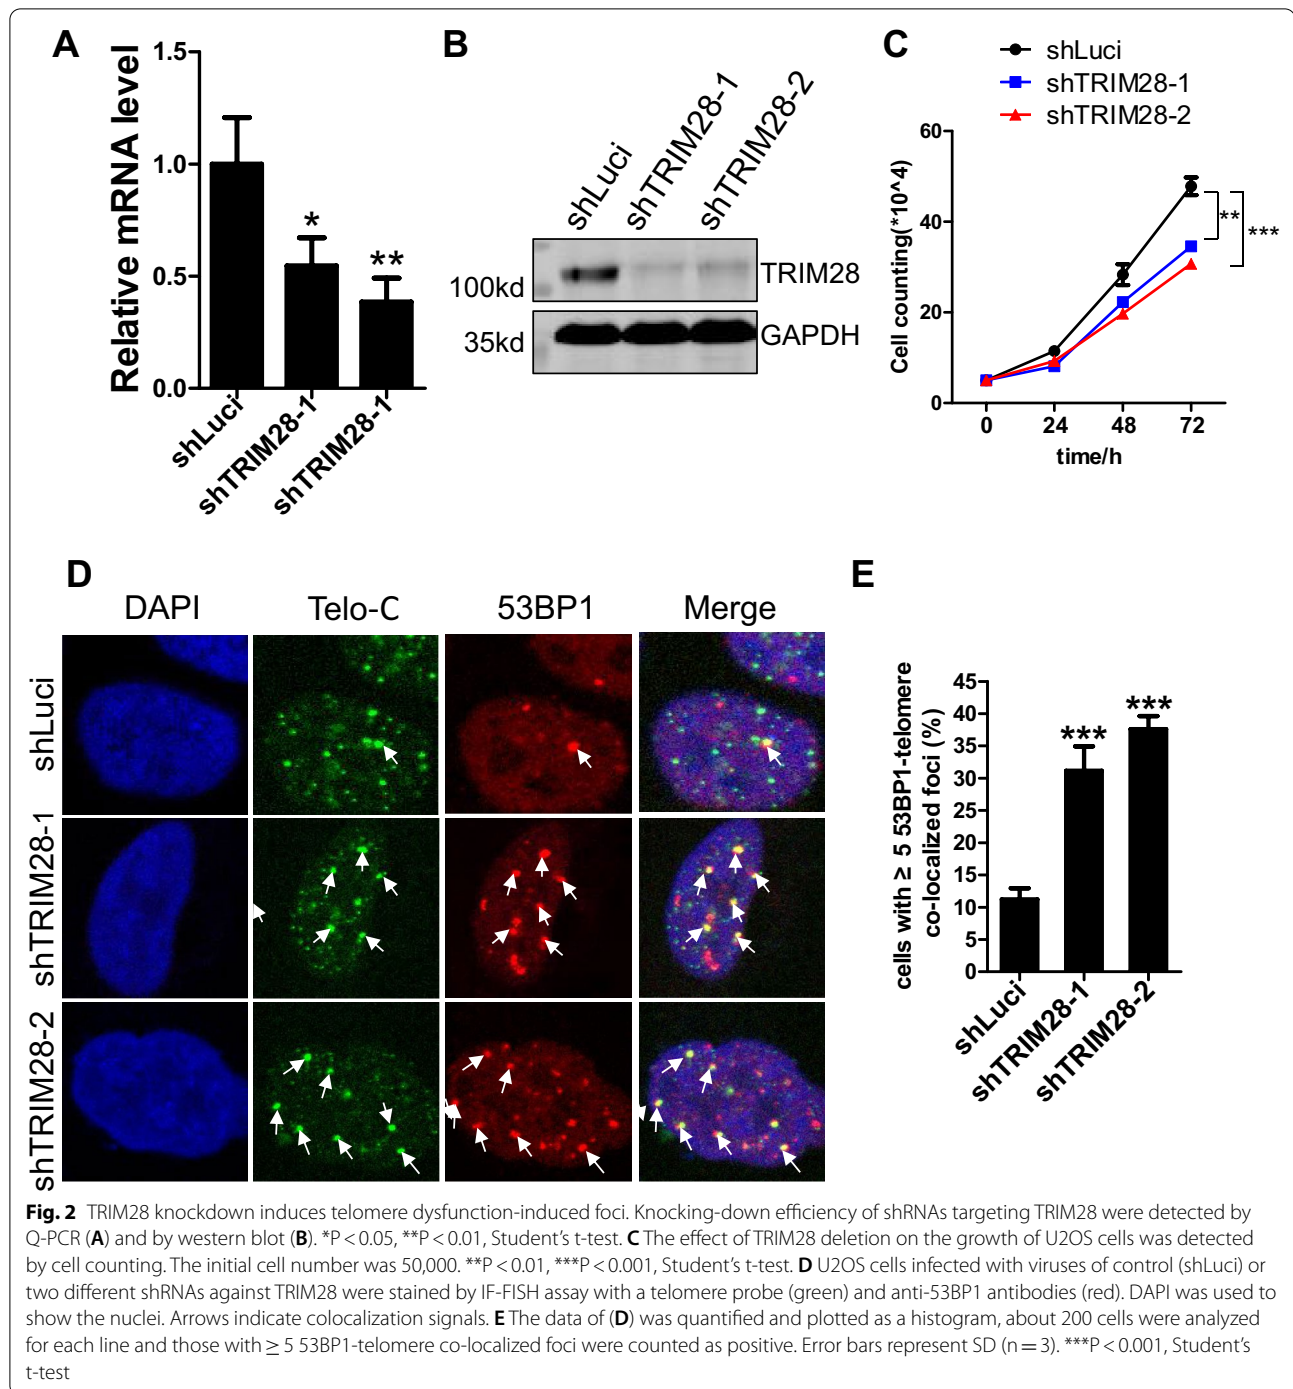 A
Relative mRNA level
1.5
1.0
0.5
0.0
*
**
shLuci
shTRIM28-1
shTRIM28-1
B
shLuci
shTRIM28-1
shTRIM28-2
100kd
TRIM28
35kd
GAPDH
C
shLuci
shTRIM28-1
shTRIM28-2
Cell counting(*10^4)
60
40
20
0
0 24 48 72
time/h
**
***
D
DAPI Telo-C 53BP1 Merge
shLuci
shTRIM28-1
shTRIM28-2
E
cells with ≥ 5 53BP1-telomere
co-localized foci (%)
45
40
35
30
25
20
15
10
5
0
***
***
shLuci
shTRIM28-1
shTRIM28-2
Fig. 2 TRIM28 knockdown induces telomere dysfunction-induced foci. Knocking-down efficiency of shRNAs targeting TRIM28 were detected by
Q-PCR (A) and by western blot (B). *P < 0.05, **P < 0.01, Student's t-test. C The effect of TRIM28 deletion on the growth of U2OS cells was detected
by cell counting. The initial cell number was 50,000. **P < 0.01, ***P < 0.001, Student's t-test. D U2OS cells infected with viruses of control (shLuci) or
two different shRNAs against TRIM28 were stained by IF-FISH assay with a telomere probe (green) and anti-53BP1 antibodies (red). DAPI was used to
show the nuclei. Arrows indicate colocalization signals. E The data of (D) was quantified and plotted as a histogram, about 200 cells were analyzed
for each line and those with ≥ 5 53BP1-telomere co-localized foci were counted as positive. Error bars represent SD (n = 3). ***P < 0.001, Student's
t-test